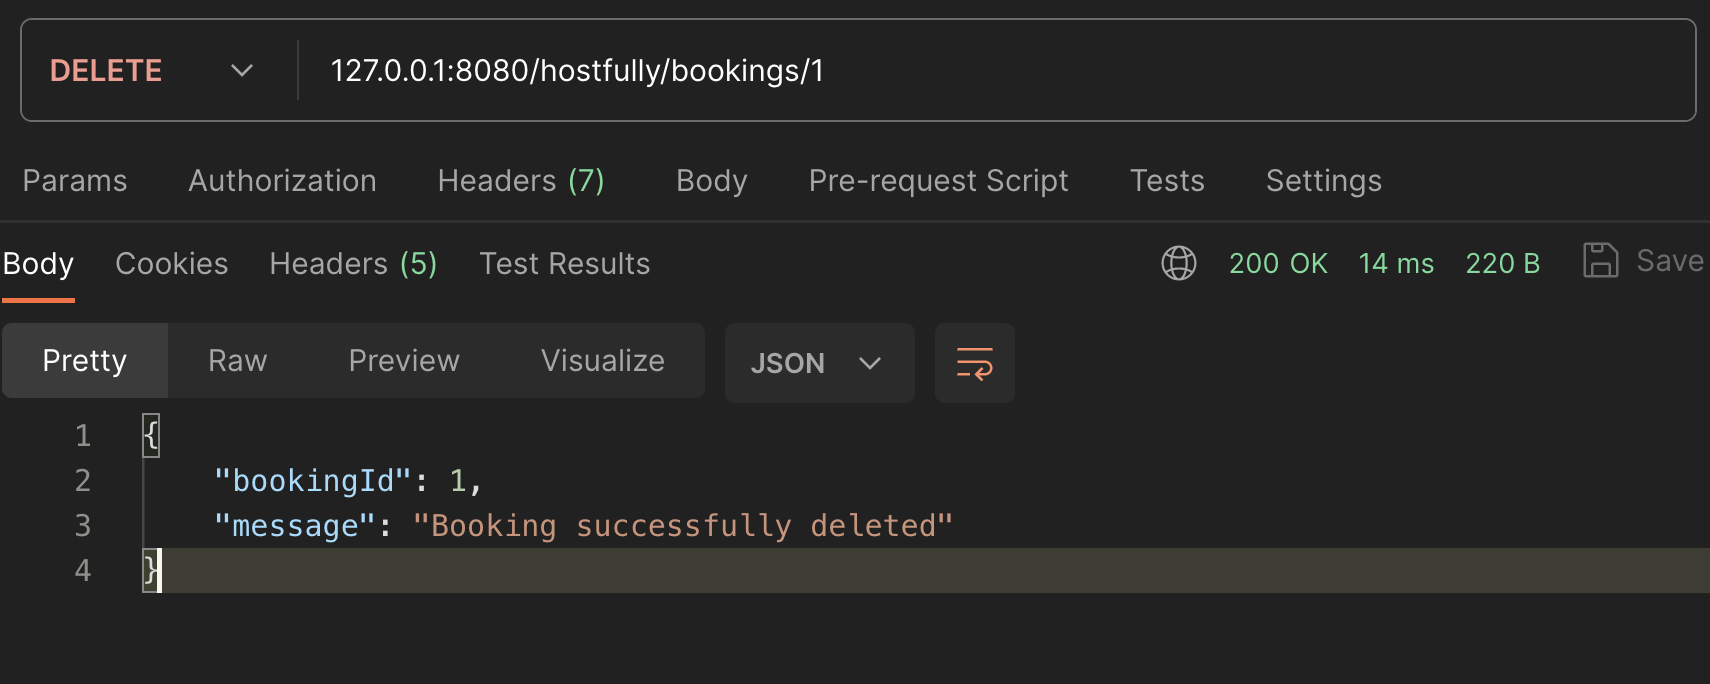 DELETE 127.0.0.1:8080/hostfully/bookings/1
Params Authorization Headers (7) Body Pre-request Script Tests Settings
Body Cookies Headers (5) Test Results 200 OK 14 ms 220 B Save
Pretty Raw Preview Visualize JSON
1 {
2 "bookingId": 1,
3 "message": "Booking successfully deleted"
4 }